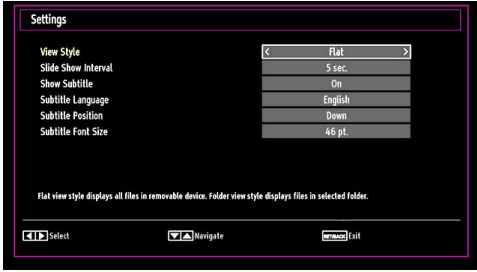 Settings
View Style < Flat >
Slide Show Interval 5 sec.
Show Subtitle On
Subtitle Language English
Subtitle Position Down
Subtitle Font Size 46 pt.
Flat view style displays all files in removable device. Folder view style displays files in selected folder.
Select Navigate RET/BACK Exit